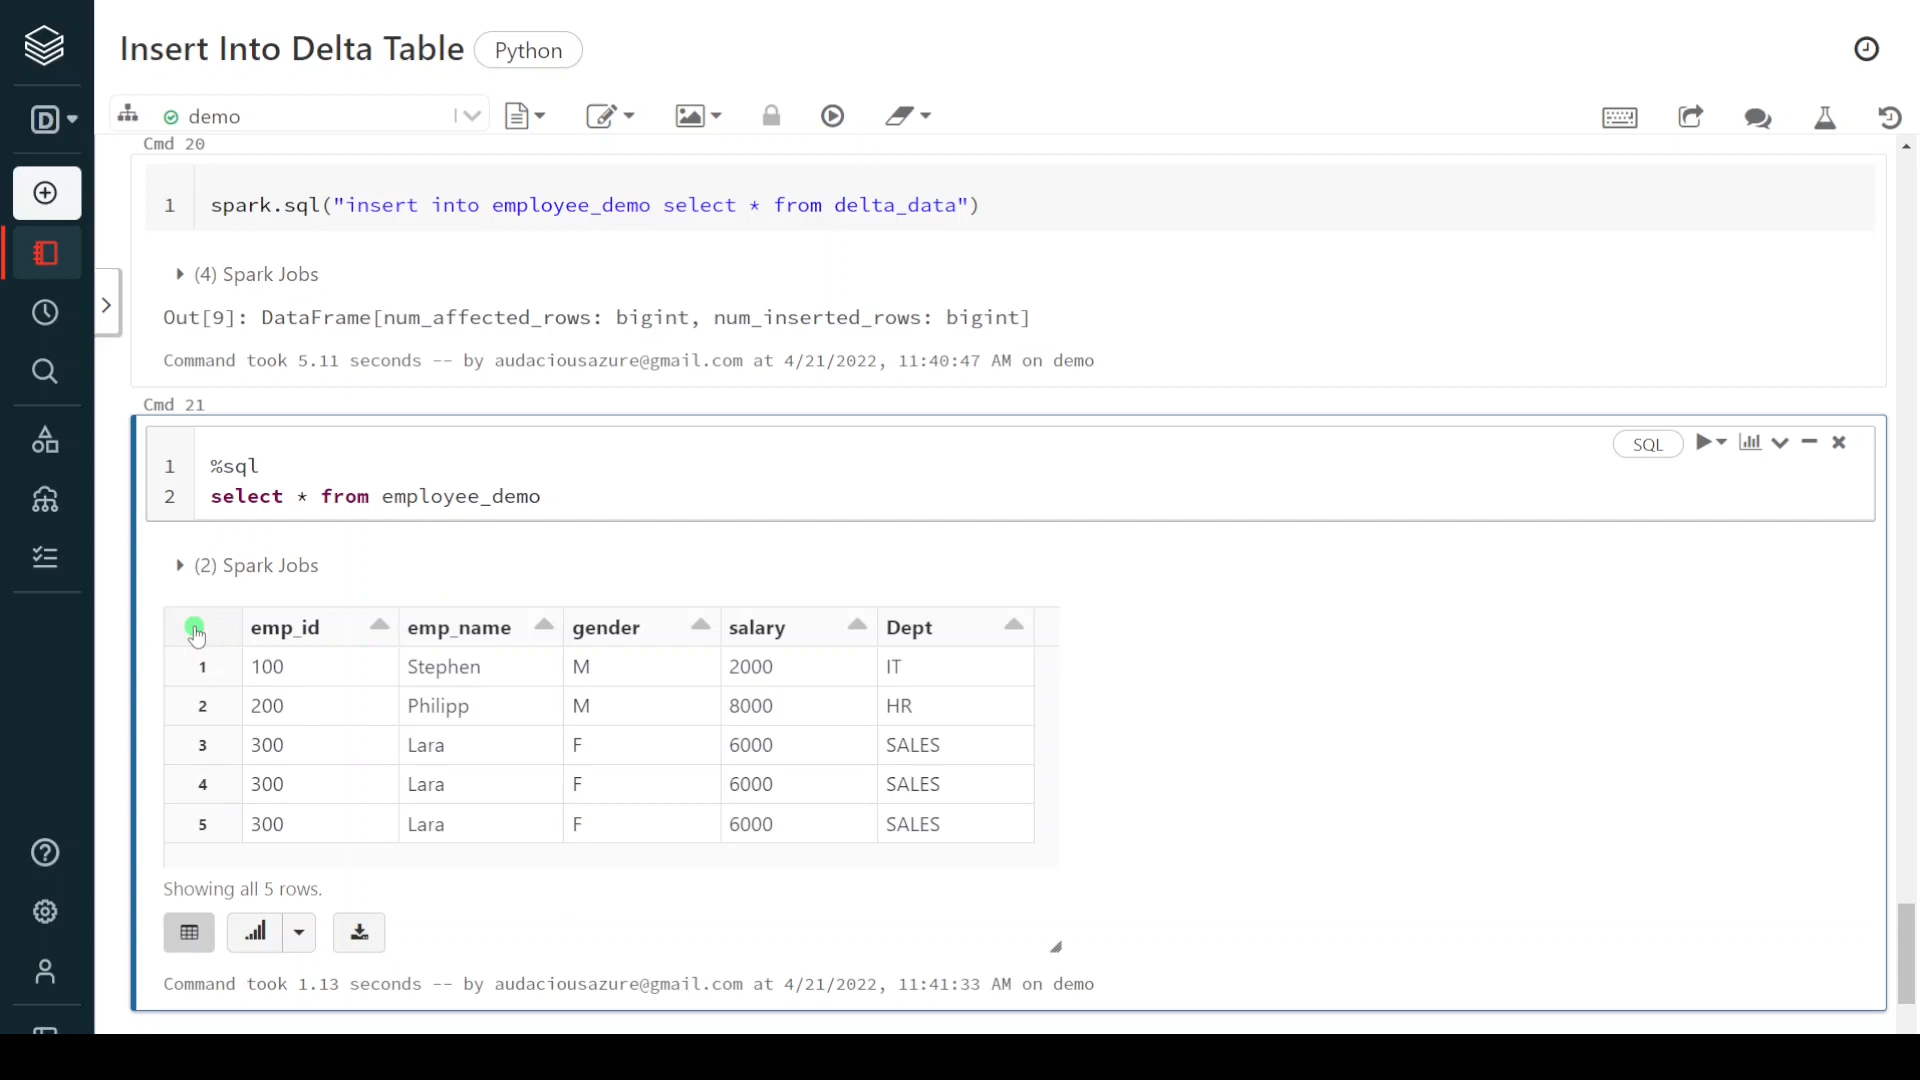 Insert Into Delta Table Python
demo
Cmd 20
1 spark.sql("insert into employee_demo select * from delta_data")
(4) Spark Jobs
Out[9]: DataFrame[num_affected_rows: bigint, num_inserted_rows: bigint]
Command took 5.11 seconds -- by audaciousazure@gmail.com at 4/21/2022, 11:40:47 AM on demo
Cmd 21
SQL
1 %sql
2 select * from employee_demo
(2) Spark Jobs
emp_id emp_name gender salary Dept
1 100 Stephen M 2000 IT
2 200 Philipp M 8000 HR
3 300 Lara F 6000 SALES
4 300 Lara F 6000 SALES
5 300 Lara F 6000 SALES
Showing all 5 rows.
Command took 1.13 seconds -- by audaciousazure@gmail.com at 4/21/2022, 11:41:33 AM on demo